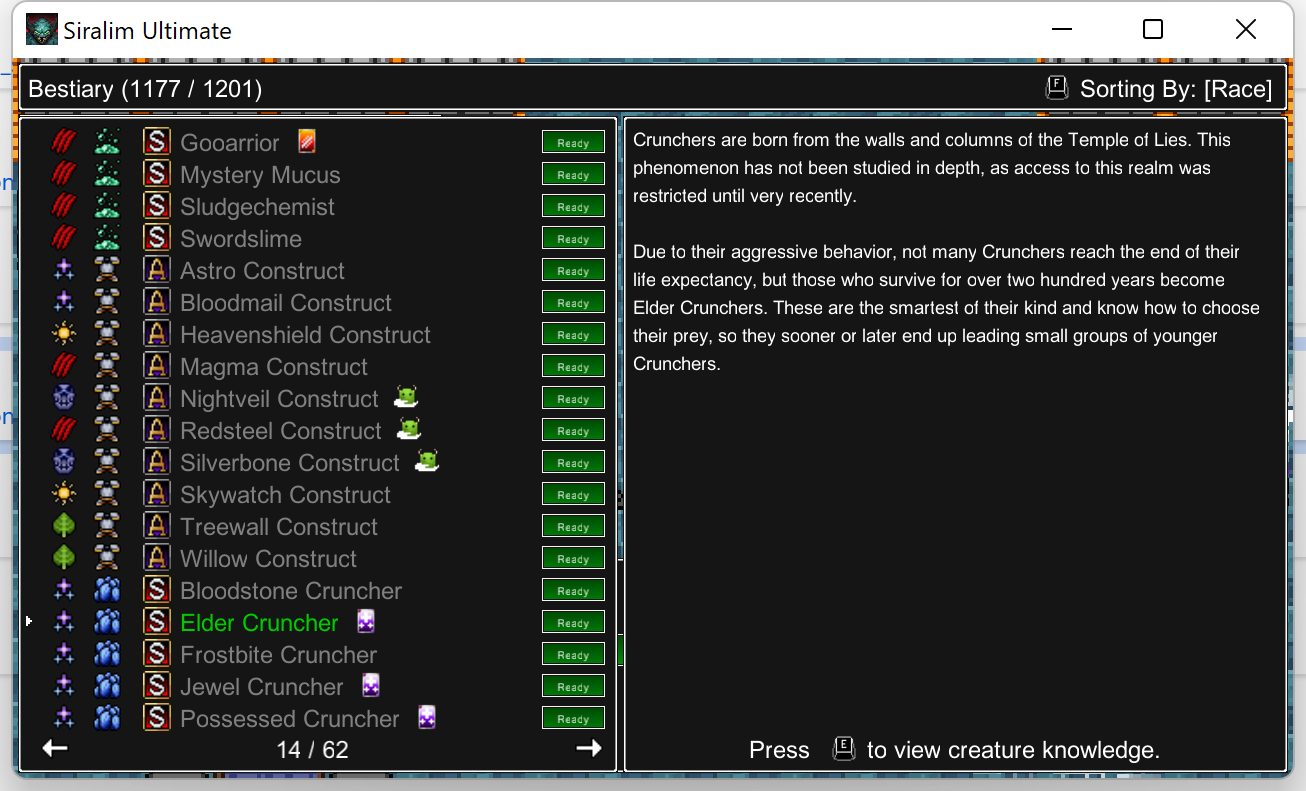 Siralim Ultimate
Bestiary (1177 / 1201)
F Sorting By: [Race]
S Gooarrior Ready
S Mystery Mucus Ready
S Sludgechemist Ready
S Swordslime Ready
A Astro Construct Ready
A Bloodmail Construct Ready
A Heavenshield Construct Ready
A Magma Construct Ready
A Nightveil Construct Ready
A Redsteel Construct Ready
A Silverbone Construct Ready
A Skywatch Construct Ready
A Treewall Construct Ready
A Willow Construct Ready
S Bloodstone Cruncher Ready
S Elder Cruncher Ready
S Frostbite Cruncher Ready
S Jewel Cruncher Ready
S Possessed Cruncher Ready
14 / 62
Crunchers are born from the walls and columns of the Temple of Lies. This
phenomenon has not been studied in depth, as access to this realm was
restricted until very recently.
Due to their aggressive behavior, not many Crunchers reach the end of their
life expectancy, but those who survive for over two hundred years become
Elder Crunchers. These are the smartest of their kind and know how to choose
their prey, so they sooner or later end up leading small groups of younger
Crunchers.
Press E to view creature knowledge.